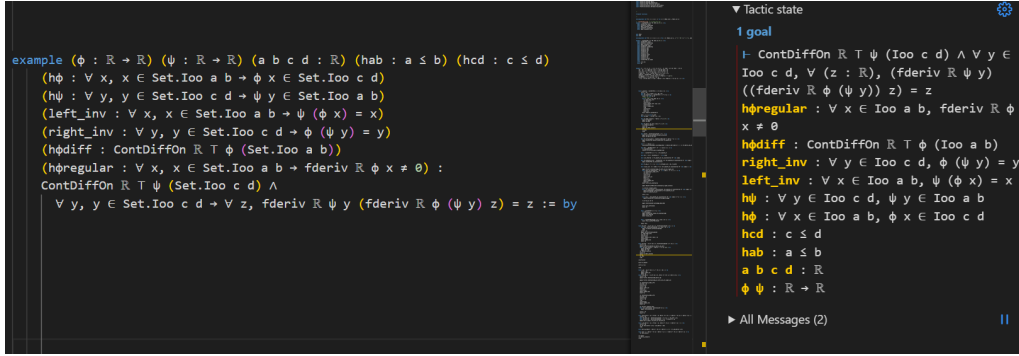 example (ϕ : ℝ → ℝ) (ψ : ℝ → ℝ) (a b c d : ℝ) (hab : a ≤ b) (hcd : c ≤ d)
(hϕ : ∀ x, x ∈ Set.Ioo a b → ϕ x ∈ Set.Ioo c d)
(hψ : ∀ y, y ∈ Set.Ioo c d → ψ y ∈ Set.Ioo a b)
(left_inv : ∀ x, x ∈ Set.Ioo a b → ψ (ϕ x) = x)
(right_inv : ∀ y, y ∈ Set.Ioo c d → ϕ (ψ y) = y)
(hϕdiff : ContDiffOn ℝ ⊤ ϕ (Set.Ioo a b))
(hϕregular : ∀ x, x ∈ Set.Ioo a b → fderiv ℝ ϕ x ≠ 0) :
ContDiffOn ℝ ⊤ ψ (Set.Ioo c d) ∧
∀ y, y ∈ Set.Ioo c d → ∀ z, fderiv ℝ ψ y (fderiv ℝ ϕ (ψ y) z) = z := by
▼ Tactic state
1 goal
⊢ ContDiffOn ℝ ⊤ ψ (Ioo c d) ∧ ∀ y ∈
Ioo c d, ∀ (z : ℝ), (fderiv ℝ ψ y)
((fderiv ℝ ϕ (ψ y)) z) = z
hϕregular : ∀ x ∈ Ioo a b, fderiv ℝ ϕ
x ≠ 0
hϕdiff : ContDiffOn ℝ ⊤ ϕ (Ioo a b)
right_inv : ∀ y ∈ Ioo c d, ϕ (ψ y) = y
left_inv : ∀ x ∈ Ioo a b, ψ (ϕ x) = x
hψ : ∀ y ∈ Ioo c d, ψ y ∈ Ioo a b
hϕ : ∀ x ∈ Ioo a b, ϕ x ∈ Ioo c d
hcd : c ≤ d
hab : a ≤ b
a b c d : ℝ
ϕ ψ : ℝ → ℝ
▶ All Messages (2)